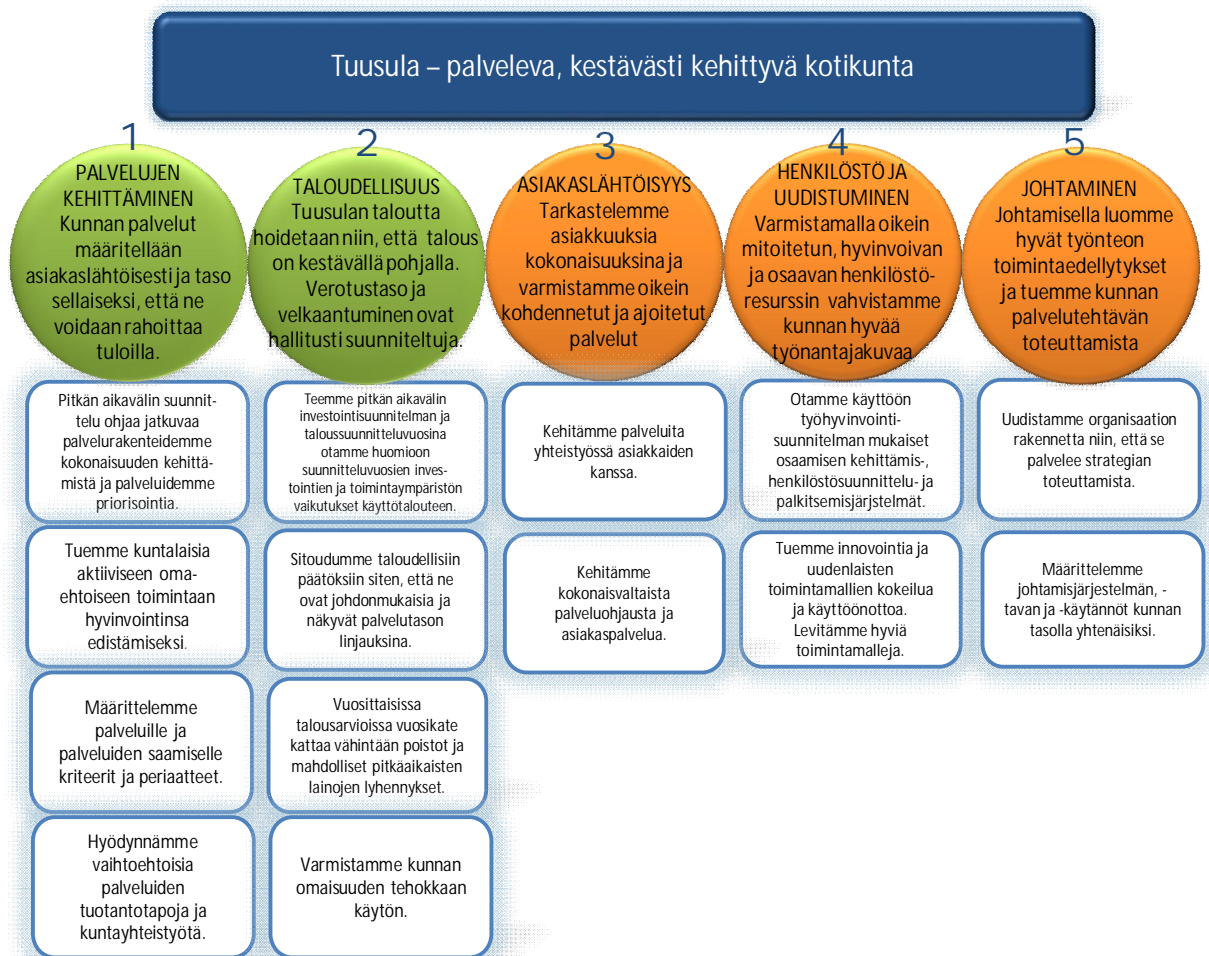 Tuusula – palveleva, kestävästi kehittyvä kotikunta
1
PALVELUJEN
KEHITTÄMINEN
Kunnan palvelut
määritellään
asiakaslähtöisesti ja taso
sellaiseksi, että ne
voidaan rahoittaa
tuloilla.
Pitkän aikavälin suunnit-
telu ohjaa jatkuvaa
palvelurakenteidemme
kokonaisuuden kehittä-
mistä ja palveluidemme
priorisointia.
Tuemme kuntalaisia
aktiiviseen oma-
ehtoiseen toimintaan
hyvinvointinsa
edistämiseksi.
Määrittelemme
palveluille ja
palveluiden saamiselle
kriteerit ja periaatteet.
Hyödynnämme
vaihtoehtoisia
palveluiden
tuotantotapoja ja
kuntayhteistyötä.
2
TALOUDELLISUUS
Tuusulan taloutta
hoidetaan niin, että talous
on kestävällä pohjalla.
Verotustaso ja
velkaantuminen ovat
hallitusti suunniteltuja.
Teemme pitkän aikavälin
investointisuunnitelman ja
taloussuunnitteluvuosina
otamme huomioon
suunnitteluvuosien inves-
tointien ja toimintaympäristön
vaikutukset käyttötalouteen.
Sitoudumme taloudellisiin
päätöksiin siten, että ne
ovat johdonmukaisia ja
näkyvät palvelutason
linjauksina.
Vuosittaisissa
talousarvioissa vuosikate
kattaa vähintään poistot ja
mahdolliset pitkäaikaisten
lainojen lyhennykset.
Varmistamme kunnan
omaisuuden tehokkaan
käytön.
3
ASIAKASLÄHTÖISYYS
Tarkastelemme
asiakkuuksia
kokonaisuuksina ja
varmistamme oikein
kohdennetut ja ajoitetut
palvelut
Kehitämme palveluita
yhteistyössä asiakkaiden
kanssa.
Kehitämme
kokonaisvaltaista
palveluohjausta ja
asiakaspalvelua.
4
HENKILÖSTÖ JA
UUDISTUMINEN
Varmistamalla oikein
mitoitetun, hyvinvoivan
ja osaavan henkilöstö-
resurssin vahvistamme
kunnan hyvää
työnantajakuvaa
Otamme käyttöön
työhyvinvointi-
suunnitelman mukaiset
osaamisen kehittämis-,
henkilöstösuunnittelu- ja
palkitsemisjärjstelmät.
Tuemme innovointia ja
uudenlaisten
toimintamallien kokeilua
ja käyttöönottoa.
Levitämme hyviä
toimintamalleja.
5
JOHTAMINEN
Johtamisella luomme
hyvät työnteon
toimintaedellytykset
ja tuemme kunnan
palvelutehtävän
toteuttamista
Uudistamme organisaation
rakennetta niin, että se
palvelee strategian
toteuttamista.
Määrittelemme
johtamisjärjestelmän, -
tavan ja -käytännöt kunnan
tasolla yhtenäisiksi.